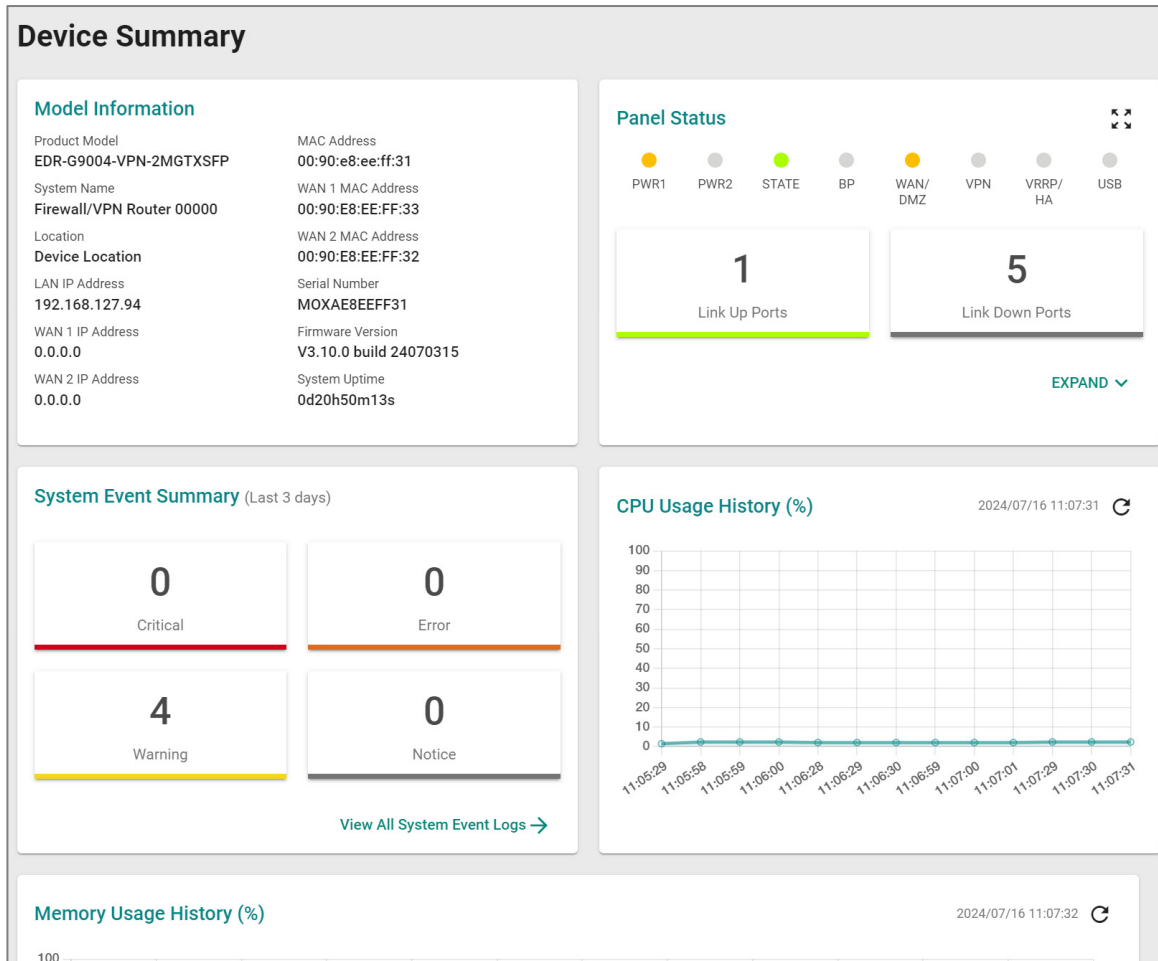 Device Summary
Model Information
Product Model
EDR-G9004-VPN-2MGTXSFP
System Name
Firewall/VPN Router 00000
Location
Device Location
LAN IP Address
192.168.127.94
WAN 1 IP Address
0.0.0.0
WAN 2 IP Address
0.0.0.0
MAC Address
00:90:e8:ee:ff:31
WAN 1 MAC Address
00:90:E8:EE:FF:33
WAN 2 MAC Address
00:90:E8:EE:FF:32
Serial Number
MOXAE8EEFF31
Firmware Version
V3.10.0 build 24070315
System Uptime
0d20h50m13s
Panel Status
PWR1
PWR2
STATE
BP
WAN/
DMZ
VPN
VRRP/
HA
USB
1
Link Up Ports
5
Link Down Ports
EXPAND
System Event Summary (Last 3 days)
0
Critical
0
Error
4
Warning
0
Notice
View All System Event Logs
CPU Usage History (%)
2024/07/16 11:07:31
100
90
80
70
60
50
40
30
20
10
0
11:05:29
11:05:58
11:05:59
11:06:00
11:06:28
11:06:29
11:06:30
11:06:59
11:07:00
11:07:01
11:07:29
11:07:30
11:07:31
Memory Usage History (%)
2024/07/16 11:07:32
100